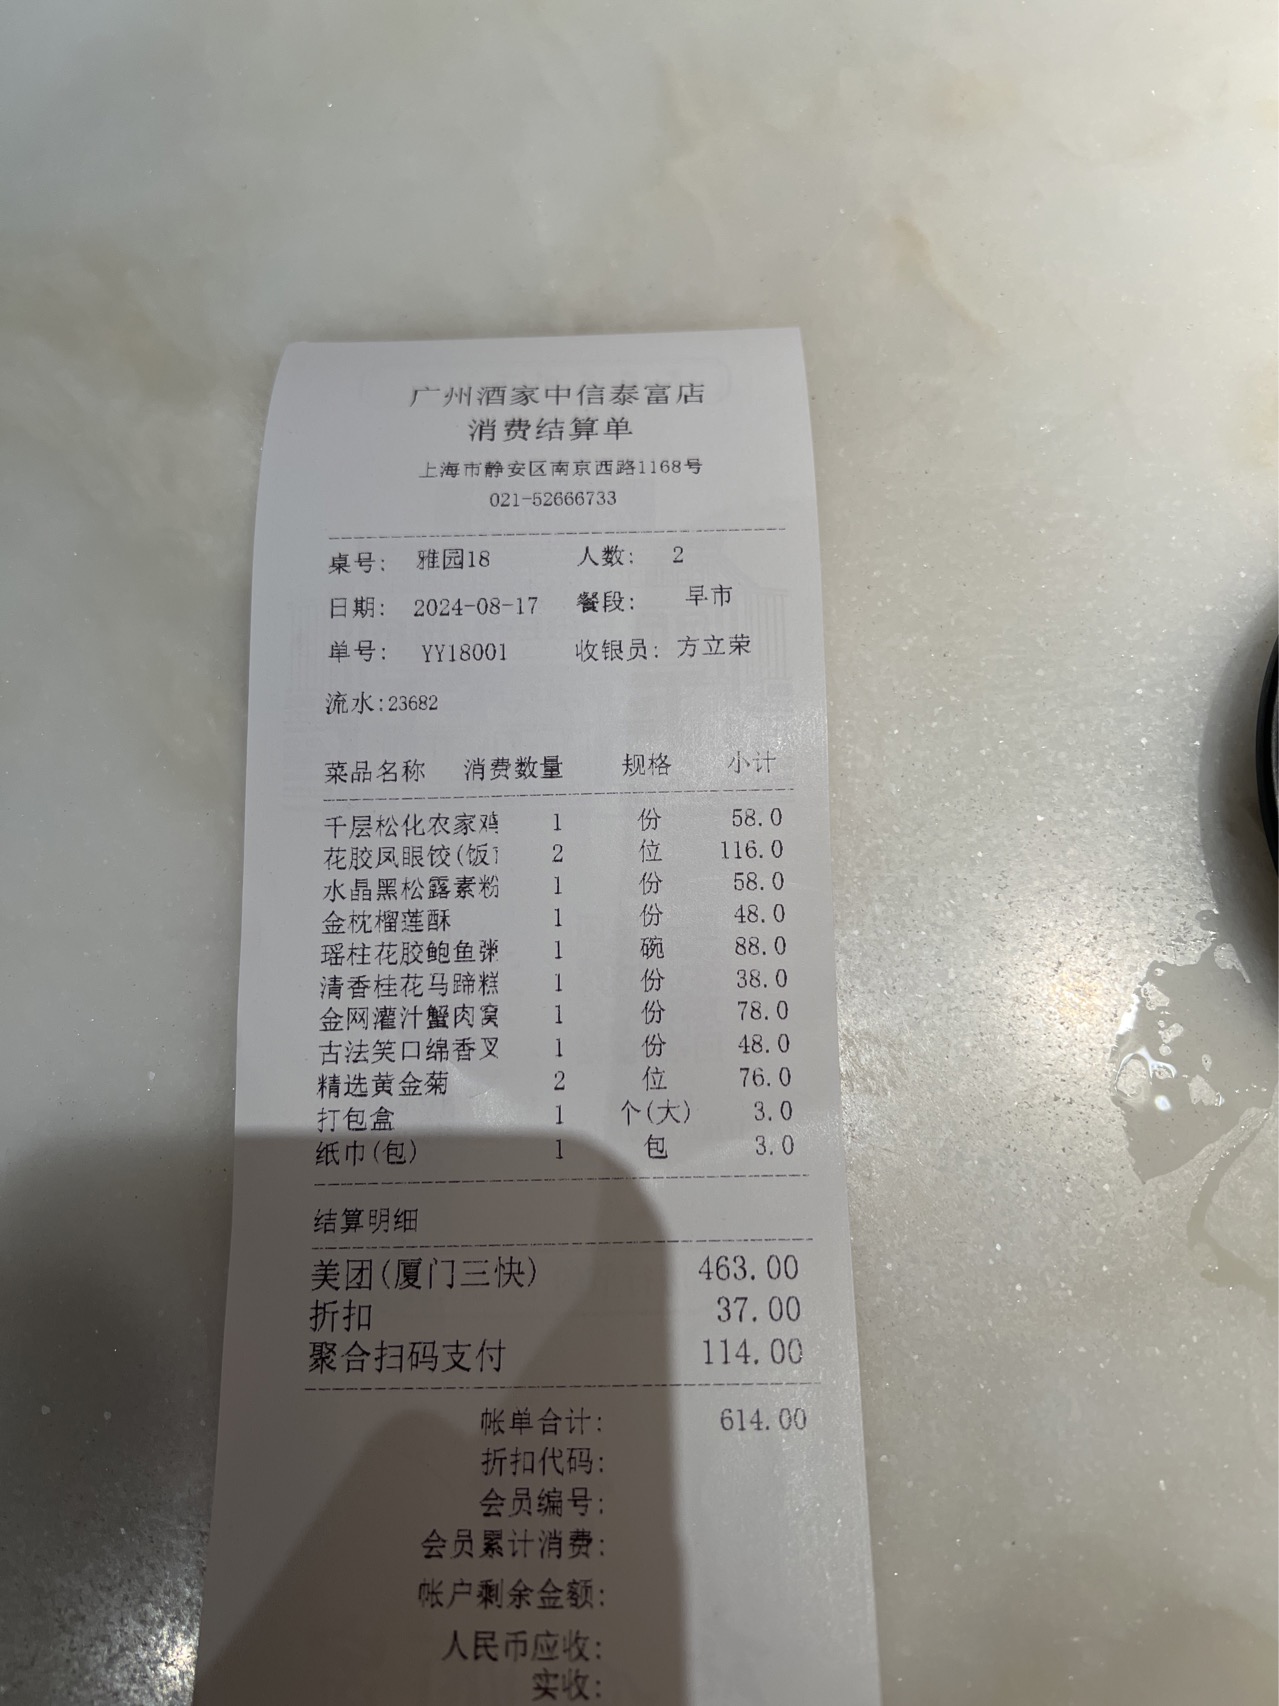 广州酒家中信泰富店
消费结算单
上海市静安区南京西路1168号
021-52666733
桌号: 雅园18 人数: 2
日期: 2024-08-17 餐段: 早市
单号: YY18001 收银员: 方立荣
流水:23682
菜品名称 消费数量 规格 小计
千层松化农家鸡 1 份 58.0
花胶凤眼饺(饭 2 位 116.0
水晶黑松露素粉 1 份 58.0
金枕榴莲酥 1 份 48.0
瑶柱花胶鲍鱼粥 1 碗 88.0
清香桂花马蹄糕 1 份 38.0
金网灌汁蟹肉窝 1 份 78.0
古法笑口绵香叉 1 份 48.0
精选黄金菊 2 位 76.0
打包盒 1 个(大) 3.0
纸巾(包) 1 包 3.0
结算明细
美团(厦门三快) 463.00
折扣 37.00
聚合扫码支付 114.00
帐单合计: 614.00
折扣代码:
会员编号:
会员累计消费:
帐户剩余金额:
人民币应收:
实收: